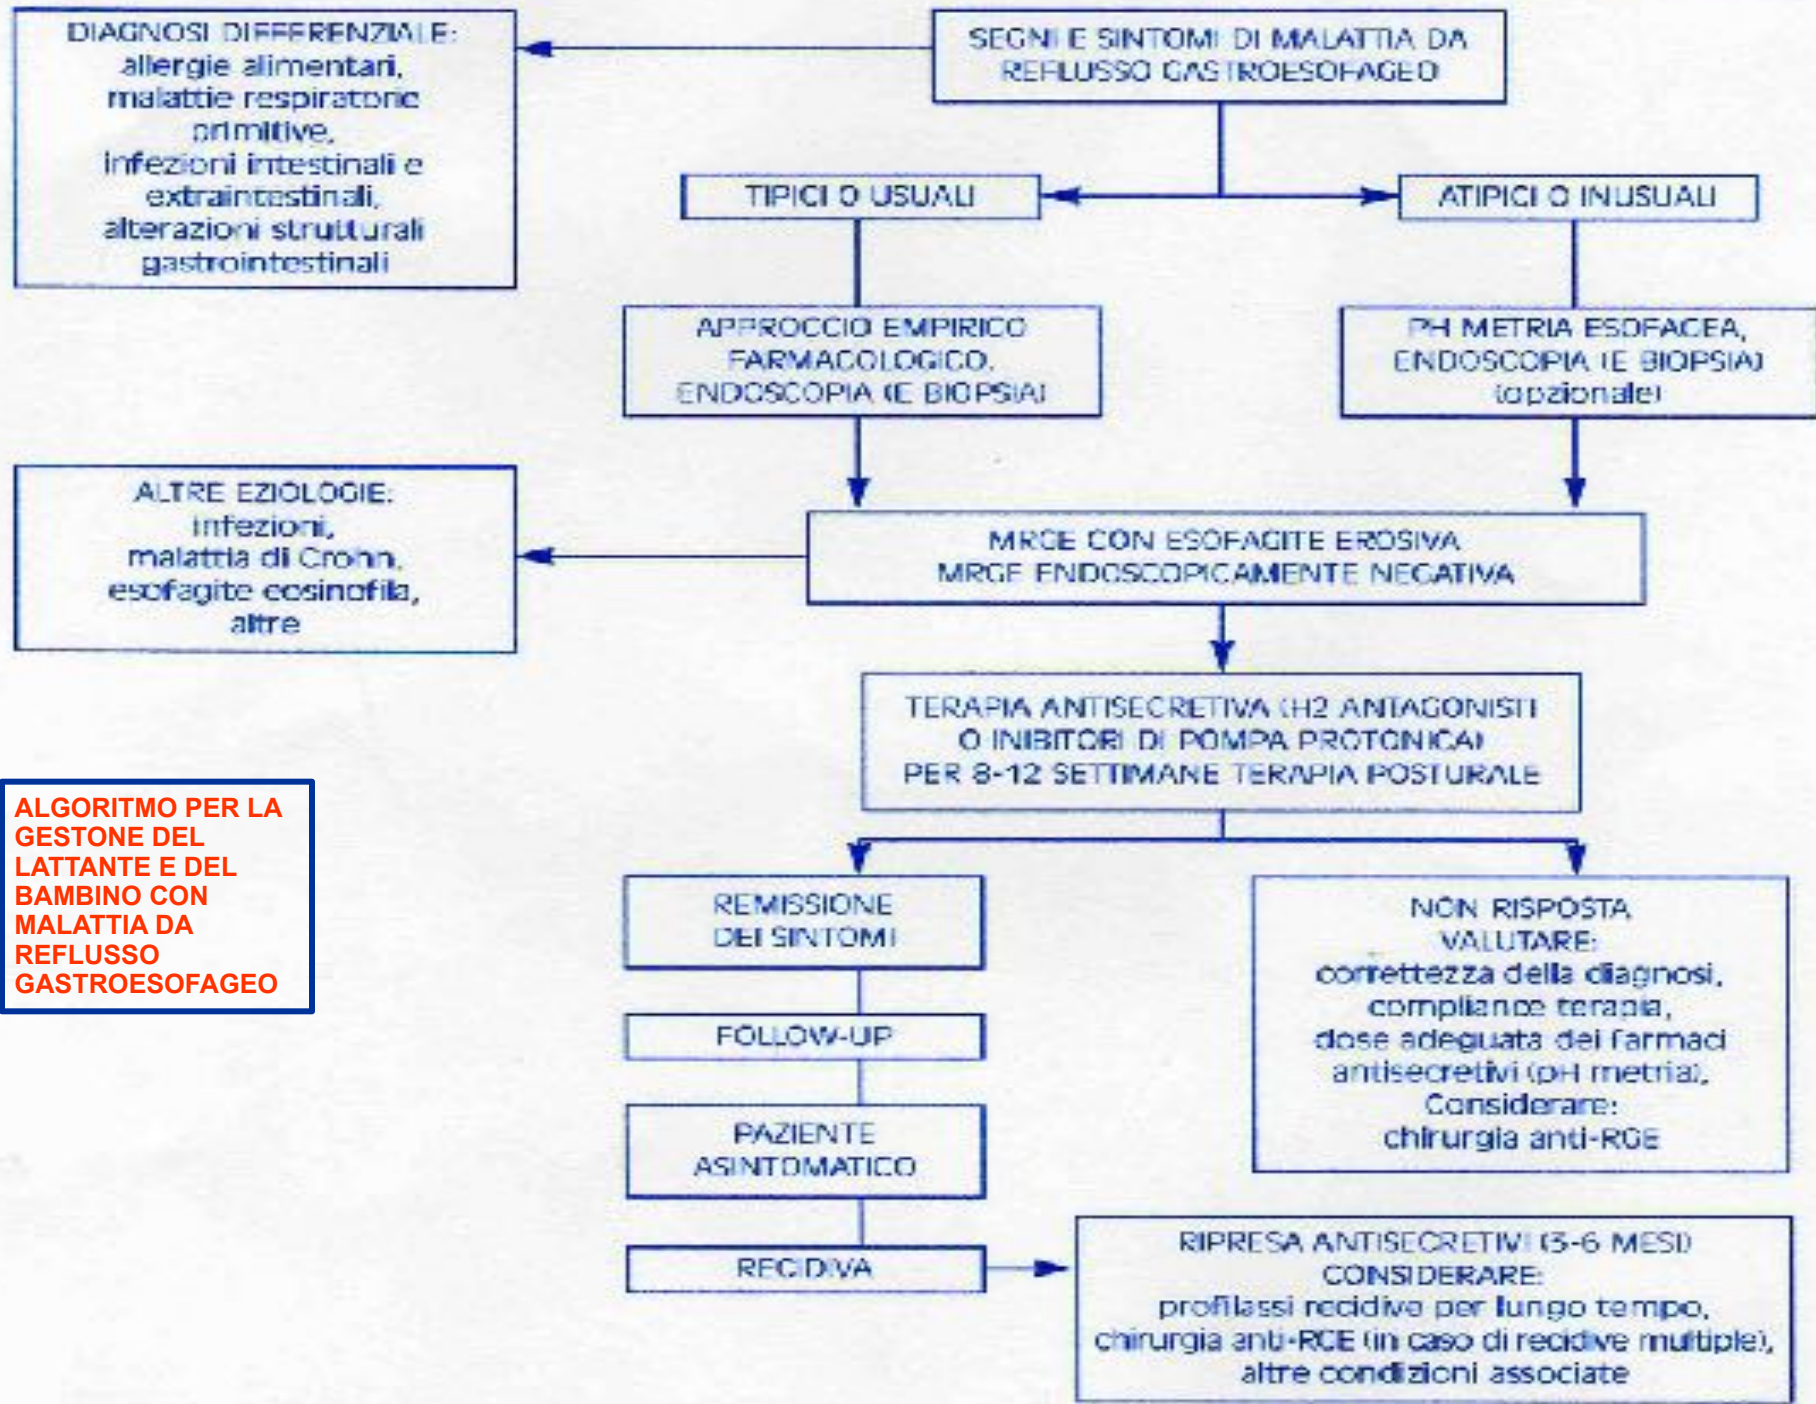 DIAGNOSI DIFFERENZIALE:
allergie alimentari,
malattie respiratorie
primitive,
infezioni intestinali e
extraintestinali,
alterazioni strutturali
gastrointestinali
SEGNI E SINTOMI DI MALATTIA DA
REFLUSSO GASTROESOFAGEO
TIPICI O USUALI
ATIPICI O INUSUALI
APPROCCIO EMPIRICO
FARMACOLOGICO.
ENDOSCOPIA (E BIOPSIA)
PH METRIA ESOFAGEA,
ENDOSCOPIA (E BIOPSIA)
(opzionale)
ALTRE EZIOLOGIE:
infezioni,
malattia di Crohn,
esofagite eosinofila,
altre
MRGE CON ESOFAGITE EROSIVA
MRGE ENDOSCOPICAMENTE NEGATIVA
TERAPIA ANTISECRETIVA (H2 ANTAGONISTI
O INIBITORI DI POMPA PROTONICA)
PER 8-12 SETTIMANE TERAPIA POSTURALE
ALGORITMO PER LA
GESTONE DEL
LATTANTE E DEL
BAMBINO CON
MALATTIA DA
REFLUSSO
GASTROESOFAGEO
REMISSIONE
DEI SINTOMI
FOLLOW-UP
PAZIENTE
ASINTOMATICO
RECIDIVA
NON RISPOSTA
VALUTARE:
correttezza della diagnosi,
compliance terapia,
dose adeguata dei farmaci
antisecretivi (pH metria),
Considerare:
chirurgia anti-RGE
RIPRESA ANTISECRETIVI (3-6 MESI)
CONSIDERARE:
profilassi recidive per lungo tempo,
chirurgia anti-RGE (in caso di recidive multiple),
altre condizioni associate